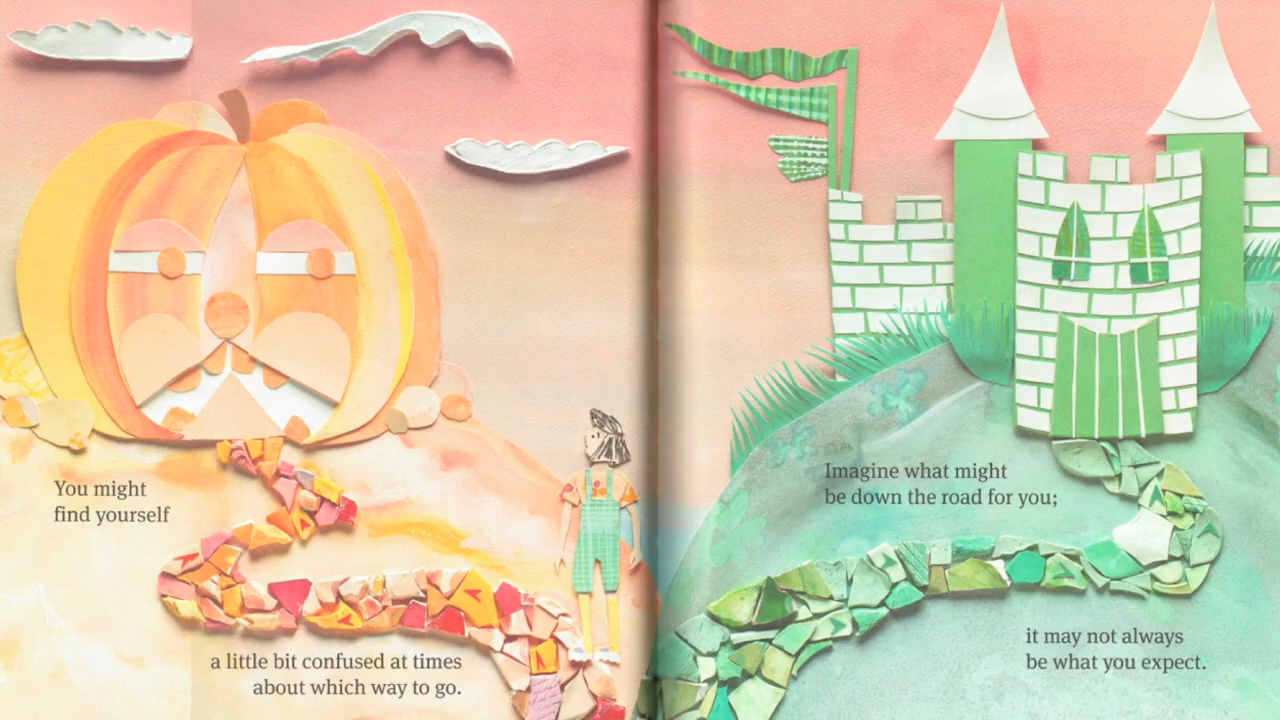 You might
find yourself
a little bit confused at times
about which way to go.
Imagine what might
be down the road for you;
it may not always
be what you expect.